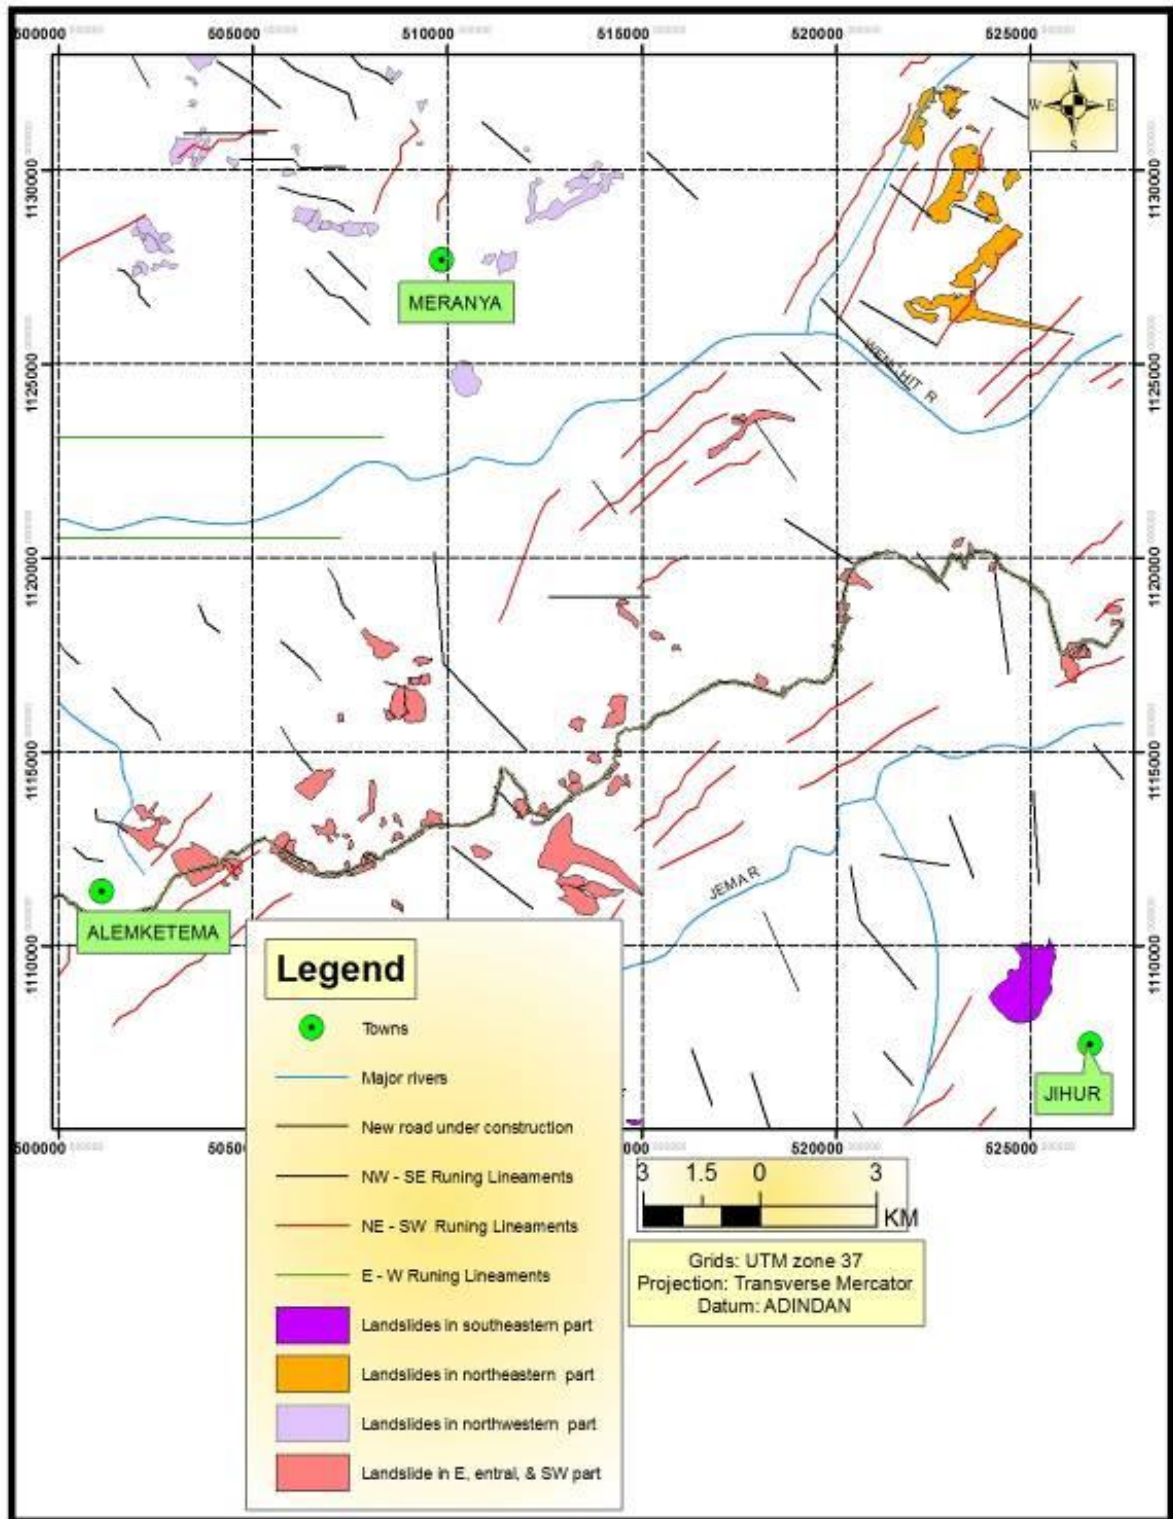 500000 505000 510000 515000 520000 525000
N
W E
S
1130000 1130000
MERANYA
1125000 1125000
WENCHIT R
1120000 1120000
1115000 1115000
JEMA R
ALEMKETEMA
1110000 1110000
JIHUR
500000 505 000 520000 525000
Legend
Towns
Major rivers
New road under construction
NW - SE Runing Lineaments
NE - SW Runing Lineaments
E - W Runing Lineaments
Landslides in southeastern part
Landslides in northeastern part
Landslides in northwestern part
Landslide in E, entral, & SW part
3 1.5 0 3
KM
Grids: UTM zone 37
Projection: Transverse Mercator
Datum: ADINDAN